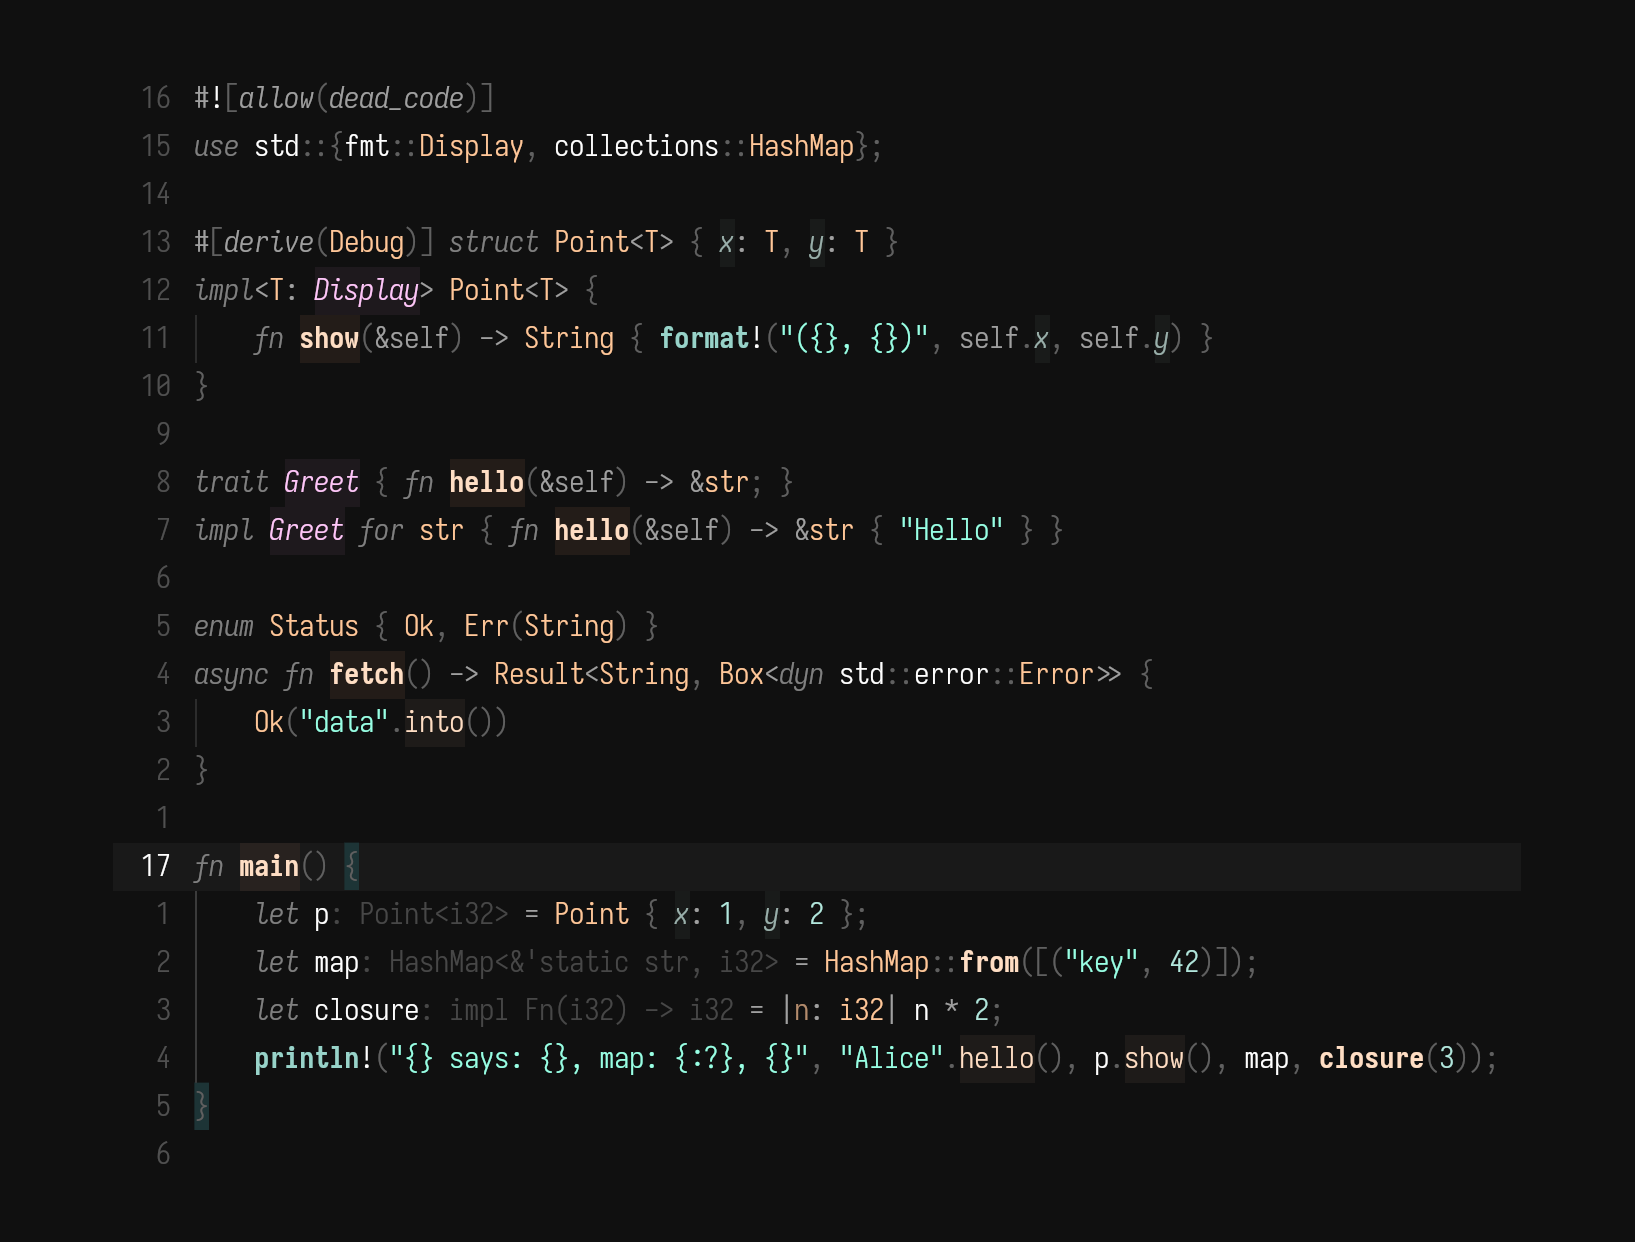 16 #![allow(dead_code)]
15 use std::{fmt::Display, collections::HashMap};
14
13 #[derive(Debug)] struct Point<T> { x: T, y: T }
12 impl<T: Display> Point<T> {
11     fn show(&self) -> String { format!("({}, {})", self.x, self.y) }
10 }
9
8 trait Greet { fn hello(&self) -> &str; }
7 impl Greet for str { fn hello(&self) -> &str { "Hello" } }
6
5 enum Status { Ok, Err(String) }
4 async fn fetch() -> Result<String, Box<dyn std::error::Error>> {
3     Ok("data".into())
2 }
1
17 fn main() {
1     let p: Point<i32> = Point { x: 1, y: 2 };
2     let map: HashMap<&'static str, i32> = HashMap::from([("key", 42)]);
3     let closure: impl Fn(i32) -> i32 = |n: i32| n * 2;
4     println!("{} says: {}, map: {:?}, {}", "Alice".hello(), p.show(), map, closure(3));
5 }
6